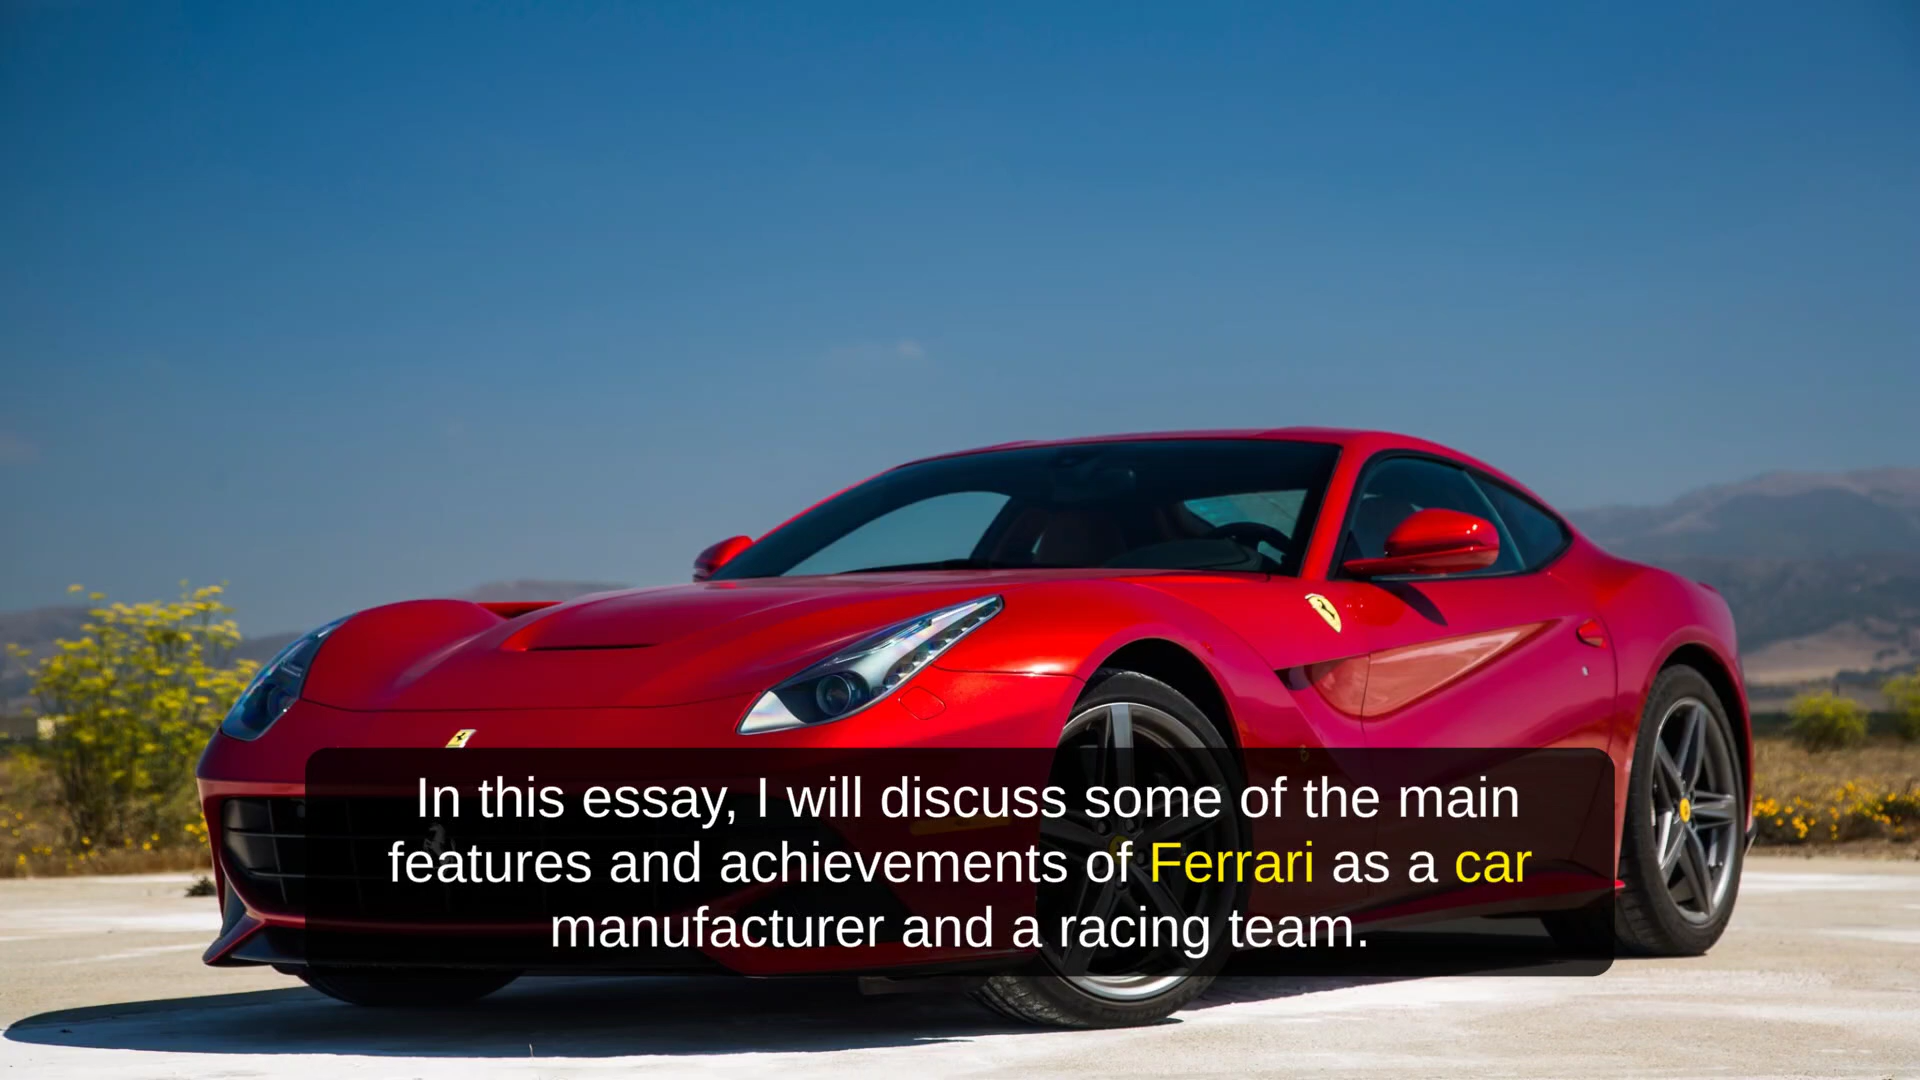 In this essay, I will discuss some of the main
features and achievements of Ferrari as a car
manufacturer and a racing team.